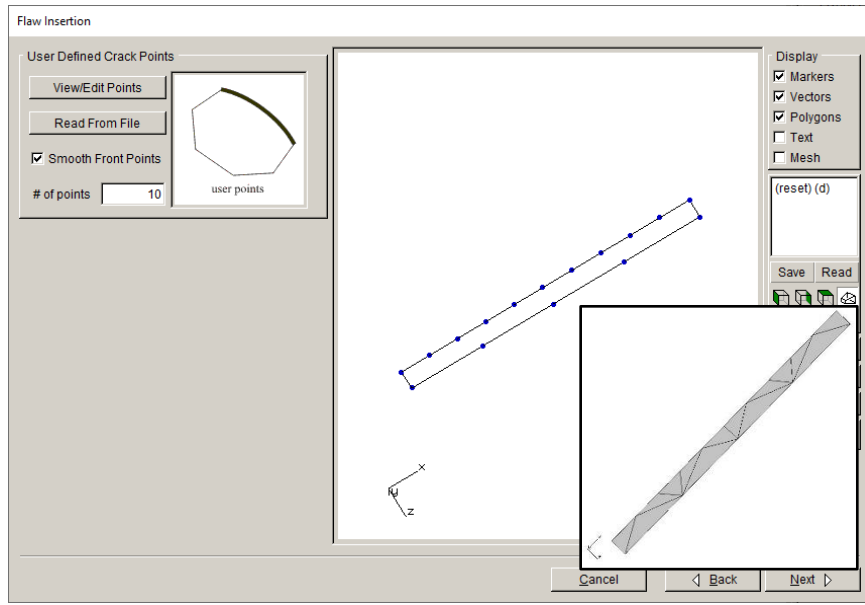 Flaw Insertion
User Defined Crack Points
View/Edit Points
Read From File
Smooth Front Points
# of points 10
user points
Display
Markers
Vectors
Polygons
Text
Mesh
(reset) (d)
Save Read
x
z
Cancel Back Next